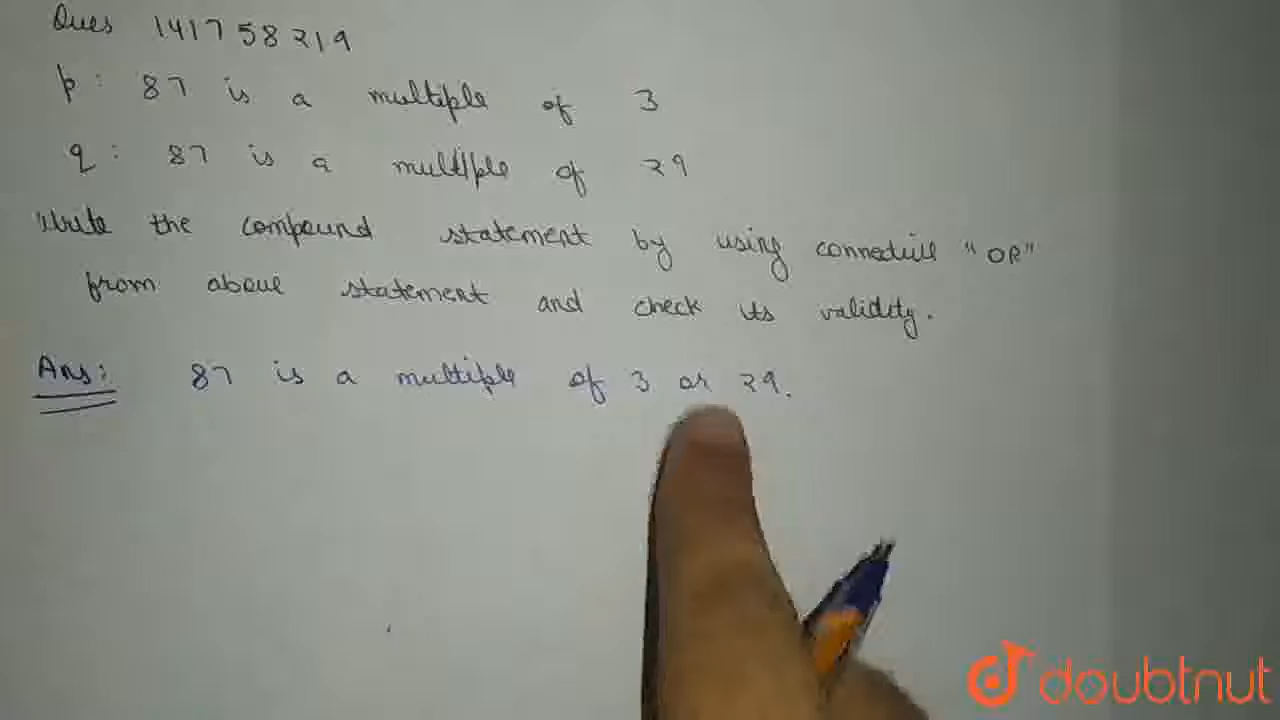 Ques 141758219
p: 87 is a multiple of 3
q: 87 is a multiple of 29
Write the compound statement by using connective "OR"
from above statement and check its validity.
Ans: 87 is a multiple of 3 or 29.
doubtnut